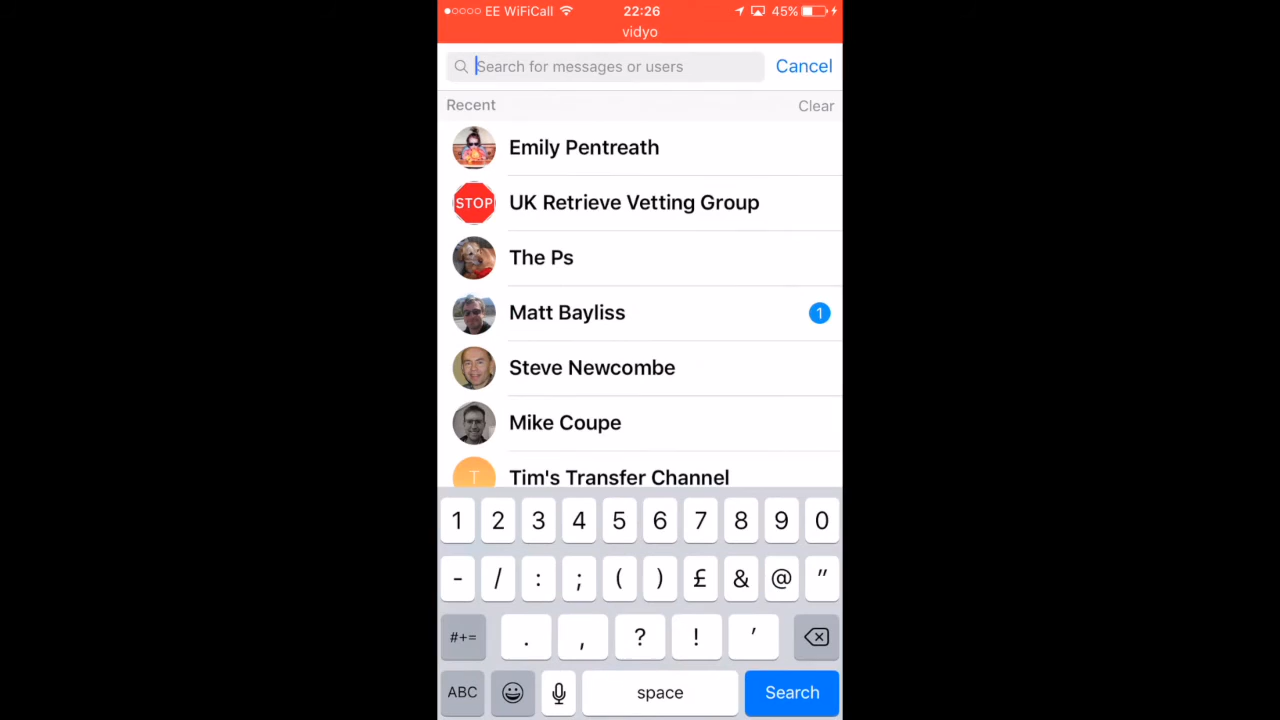 ●○○○○ EE WiFiCall 22:26 45%
vidyo
Search for messages or users Cancel
Recent Clear
Emily Pentreath
STOP UK Retrieve Vetting Group
The Ps
Matt Bayliss 1
Steve Newcombe
Mike Coupe
T Tim's Transfer Channel
1 2 3 4 5 6 7 8 9 0
- / : ; ( ) £ & @ "
#+= . , ? ! '
ABC space Search